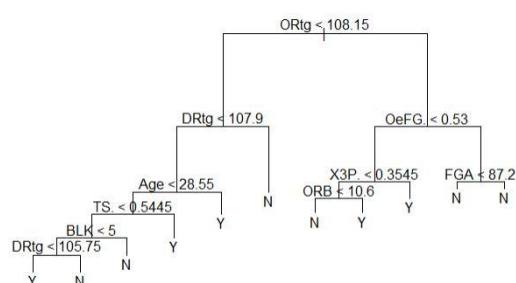 ORtg < 108.15
DRtg < 107.9
OeFG. < 0.53
Age < 28.55
X3P. < 0.3545
FGA < 87.2
N
ORB < 10.6
N
N
TS. < 0.5445
Y
N
Y
Y
BLK < 5
Y
DRtg < 105.75
N
Y
N